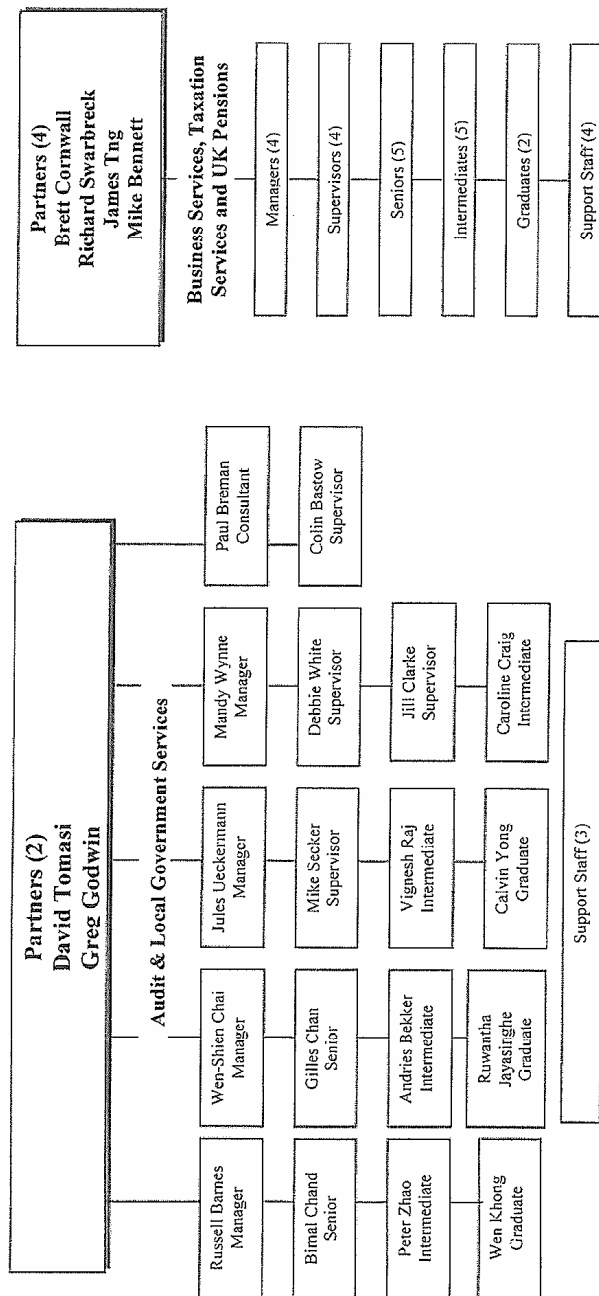 Partners (2)
David Tomasi
Greg Godwin
Audit & Local Government Services
Russell Barnes
Manager
Bimal Chand
Senior
Peter Zhao
Intermediate
Wen Khong
Graduate
Wen-Shien Chai
Manager
Gilles Chan
Senior
Andries Bekker
Intermediate
Ruwantha
Jayasinghe
Graduate
Jules Ueckermann
Manager
Mike Secker
Supervisor
Vignesh Raj
Intermediate
Calvin Yong
Graduate
Mandy Wynne
Manager
Debbie White
Supervisor
Jill Clarke
Supervisor
Caroline Craig
Intermediate
Paul Breman
Consultant
Colin Bastow
Supervisor
Support Staff (3)
Partners (4)
Brett Cornwall
Richard Swarbreck
James Tng
Mike Bennett
Business Services, Taxation
Services and UK Pensions
Managers (4)
Supervisors (4)
Seniors (5)
Intermediates (5)
Graduates (2)
Support Staff (4)